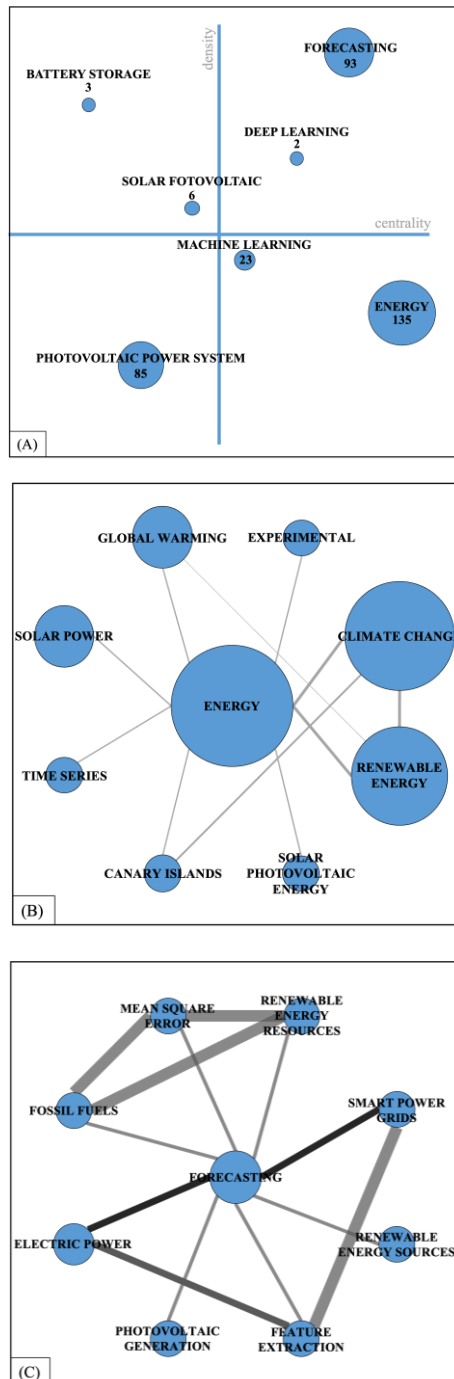 density
FORECASTING
93
BATTERY STORAGE
3
DEEP LEARNING
2
SOLAR FOTOVOLTAIC
6
centrality
MACHINE LEARNING
23
ENERGY
135
PHOTOVOLTAIC POWER SYSTEM
85
(A)
GLOBAL WARMING
EXPERIMENTAL
SOLAR POWER
CLIMATE CHANG
ENERGY
RENEWABLE
ENERGY
TIME SERIES
CANARY ISLANDS
SOLAR
PHOTOVOLTAIC
ENERGY
(B)
MEAN SQUARE
ERROR
RENEWABLE
ENERGY
RESOURCES
FOSSIL FUELS
SMART POWER
GRIDS
FORECASTING
ELECTRIC POWER
RENEWABLE
ENERGY SOURCES
PHOTOVOLTAIC
GENERATION
FEATURE
EXTRACTION
(C)